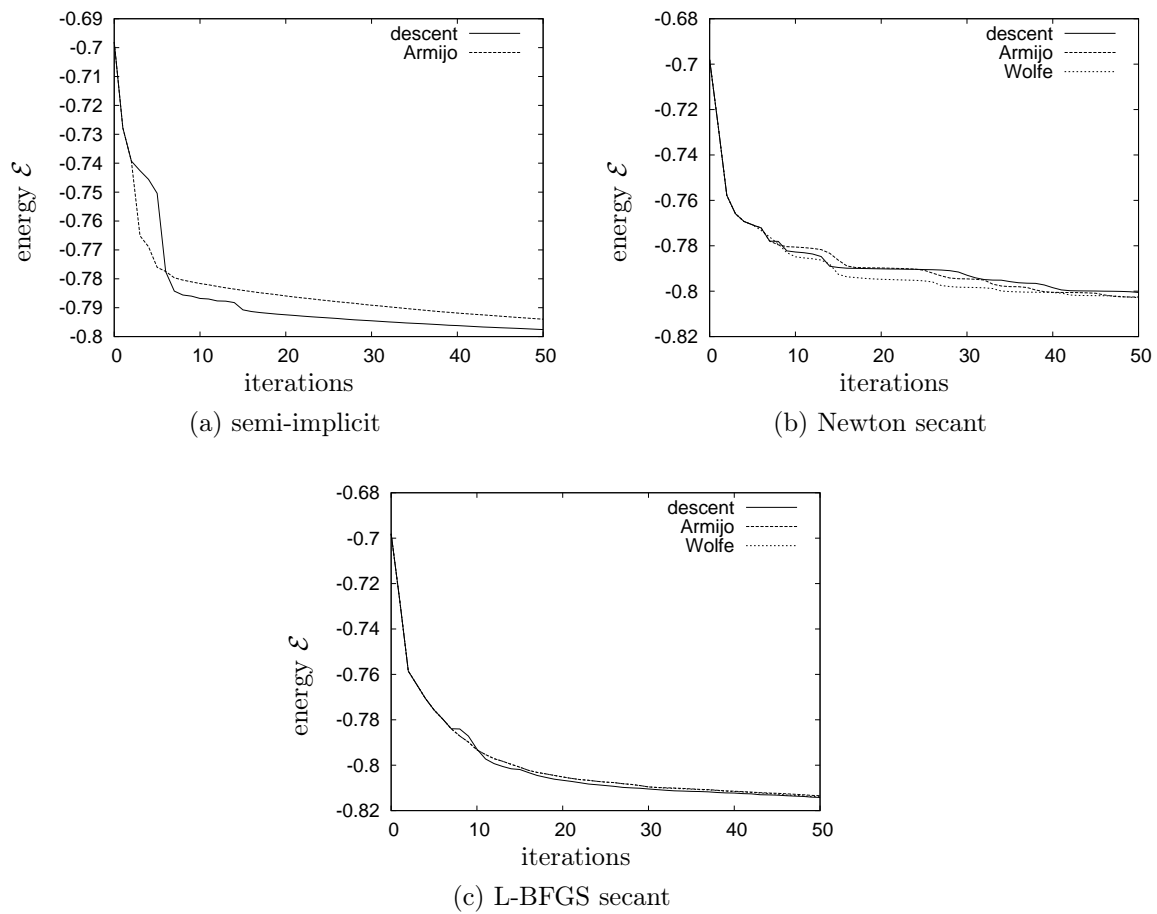 -0.69
-0.7
-0.71
-0.72
-0.73
-0.74
-0.75
-0.76
-0.77
-0.78
-0.79
-0.8
energy ℰ
descent
Armijo
0 10 20 30 40 50
iterations
(a) semi-implicit
-0.68
-0.7
-0.72
-0.74
-0.76
-0.78
-0.8
-0.82
energy ℰ
descent
Armijo
Wolfe
0 10 20 30 40 50
iterations
(b) Newton secant
-0.68
-0.7
-0.72
-0.74
-0.76
-0.78
-0.8
-0.82
energy ℰ
descent
Armijo
Wolfe
0 10 20 30 40 50
iterations
(c) L-BFGS secant